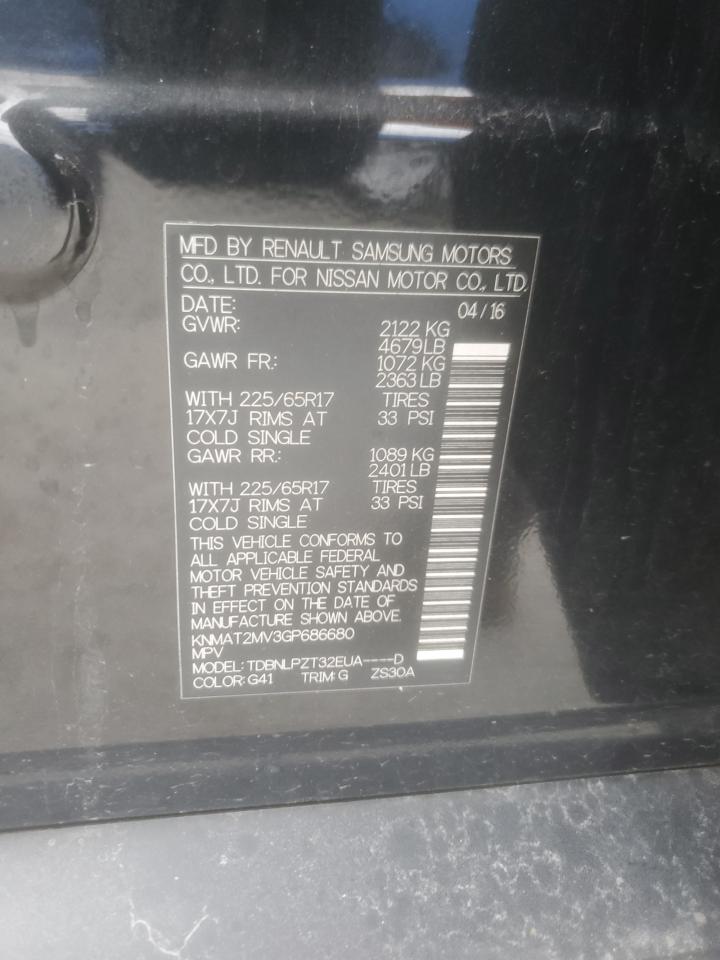 MFD BY RENAULT SAMSUNG MOTORS
CO., LTD. FOR NISSAN MOTOR CO., LTD.
DATE: 04/16
GVWR: 2122 KG
4679 LB
GAWR FR.: 1072 KG
2363 LB
WITH 225/65R17 TIRES
17X7J RIMS AT 33 PSI
COLD SINGLE
GAWR RR.: 1089 KG
2401 LB
WITH 225/65R17 TIRES
17X7J RIMS AT 33 PSI
COLD SINGLE
THIS VEHICLE CONFORMS TO
ALL APPLICABLE FEDERAL
MOTOR VEHICLE SAFETY AND
THEFT PREVENTION STANDARDS
IN EFFECT ON THE DATE OF
MANUFACTURE SHOWN ABOVE.
KNMAT2MV3GP686680
MPV
MODEL: TDBNLPZT32EUA----D
COLOR: G41 TRIM: G ZS30A